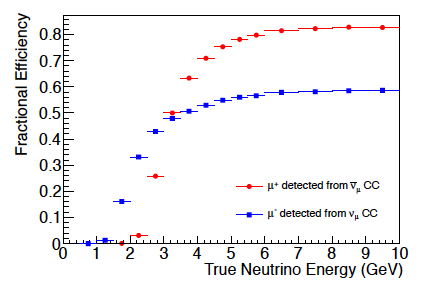 Fractional Efficiency
0.8
0.7
0.6
0.5
0.4
0.3
0.2
0.1
0
μ⁺ detected from ν̅μ CC
μ⁻ detected from νμ CC
0 1 2 3 4 5 6 7 8 9 10
True Neutrino Energy (GeV)